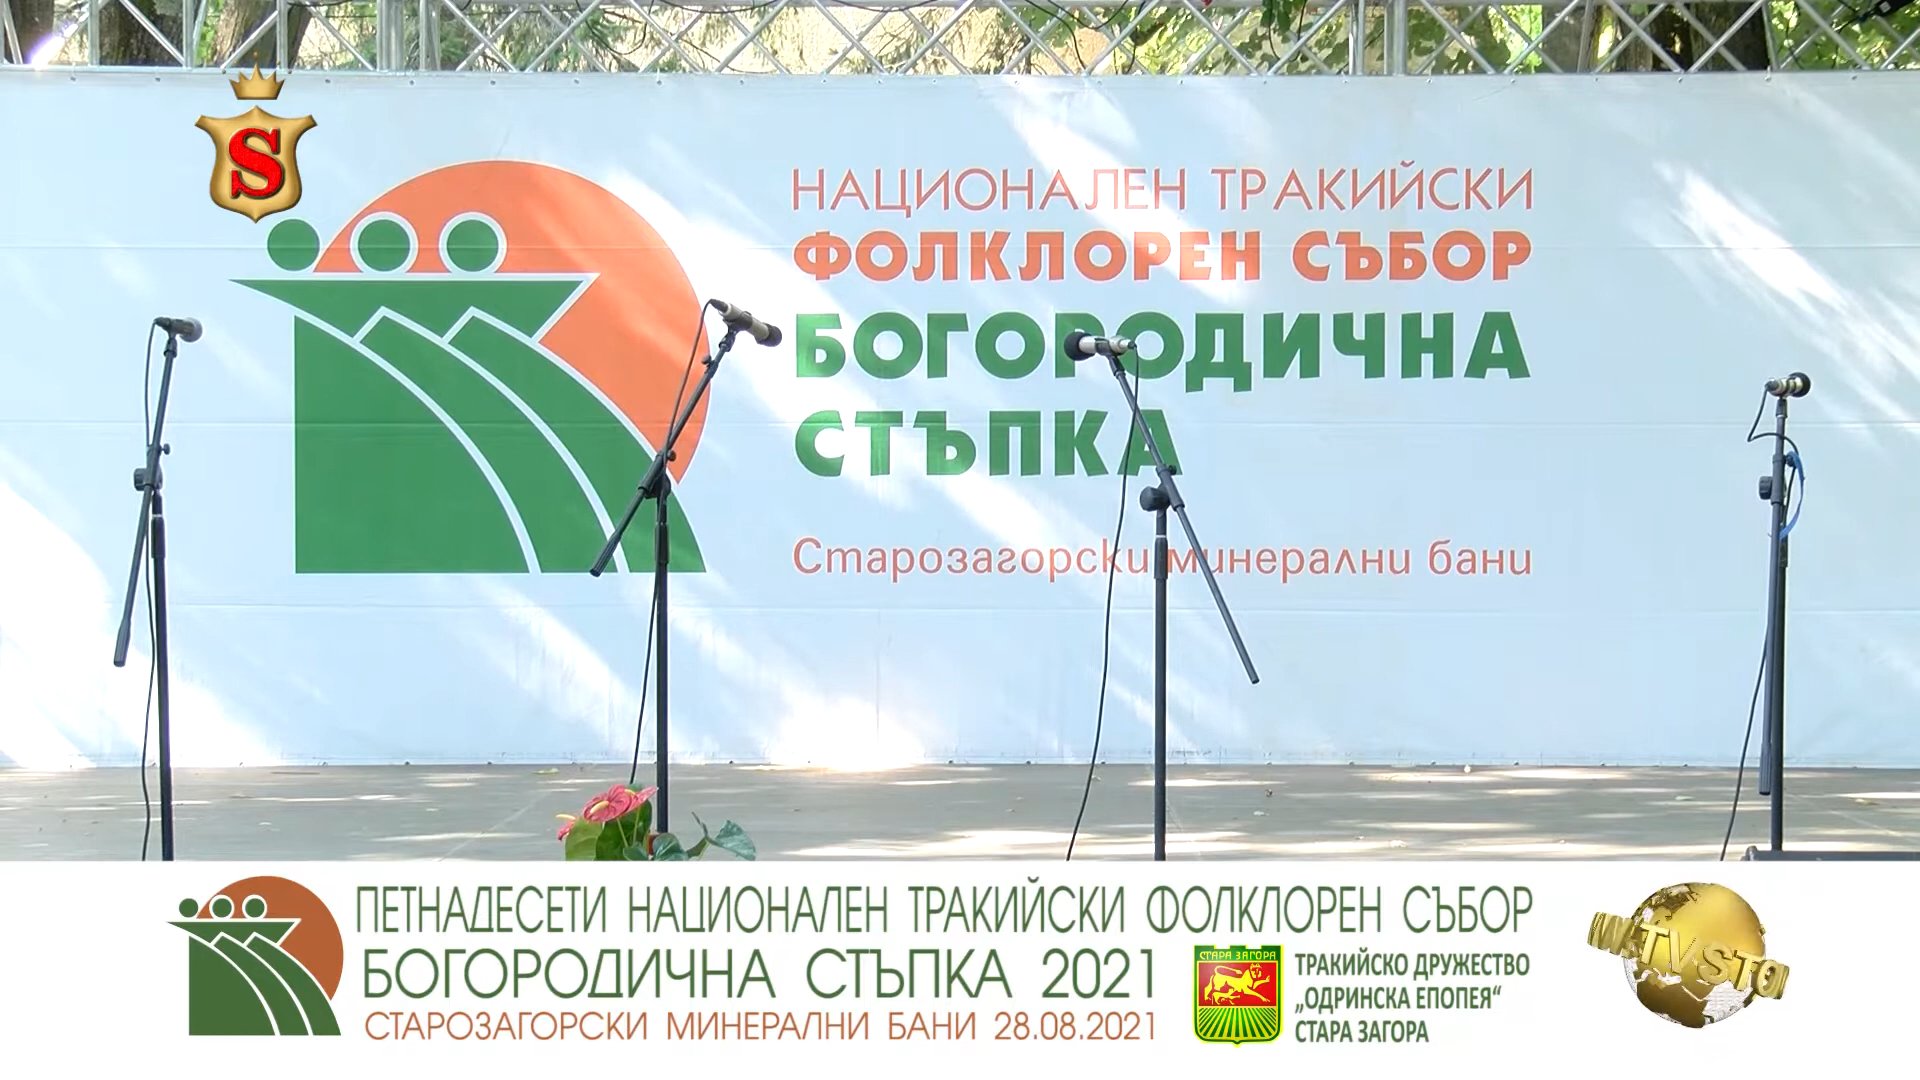 S
НАЦИОНАЛЕН ТРАКИЙСКИ
ФОЛКЛОРЕН СЪБОР
БОГОРОДИЧНА
СТЪПКА
Старозагорски минерални бани
ПЕТНАДЕСЕТИ НАЦИОНАЛЕН ТРАКИЙСКИ ФОЛКЛОРЕН СЪБОР
БОГОРОДИЧНА СТЪПКА 2021
СТАРОЗАГОРСКИ МИНЕРАЛНИ БАНИ 28.08.2021
СТАРА ЗАГОРА
ТРАКИЙСКО ДРУЖЕСТВО
„ОДРИНСКА ЕПОПЕЯ“
СТАРА ЗАГОРА